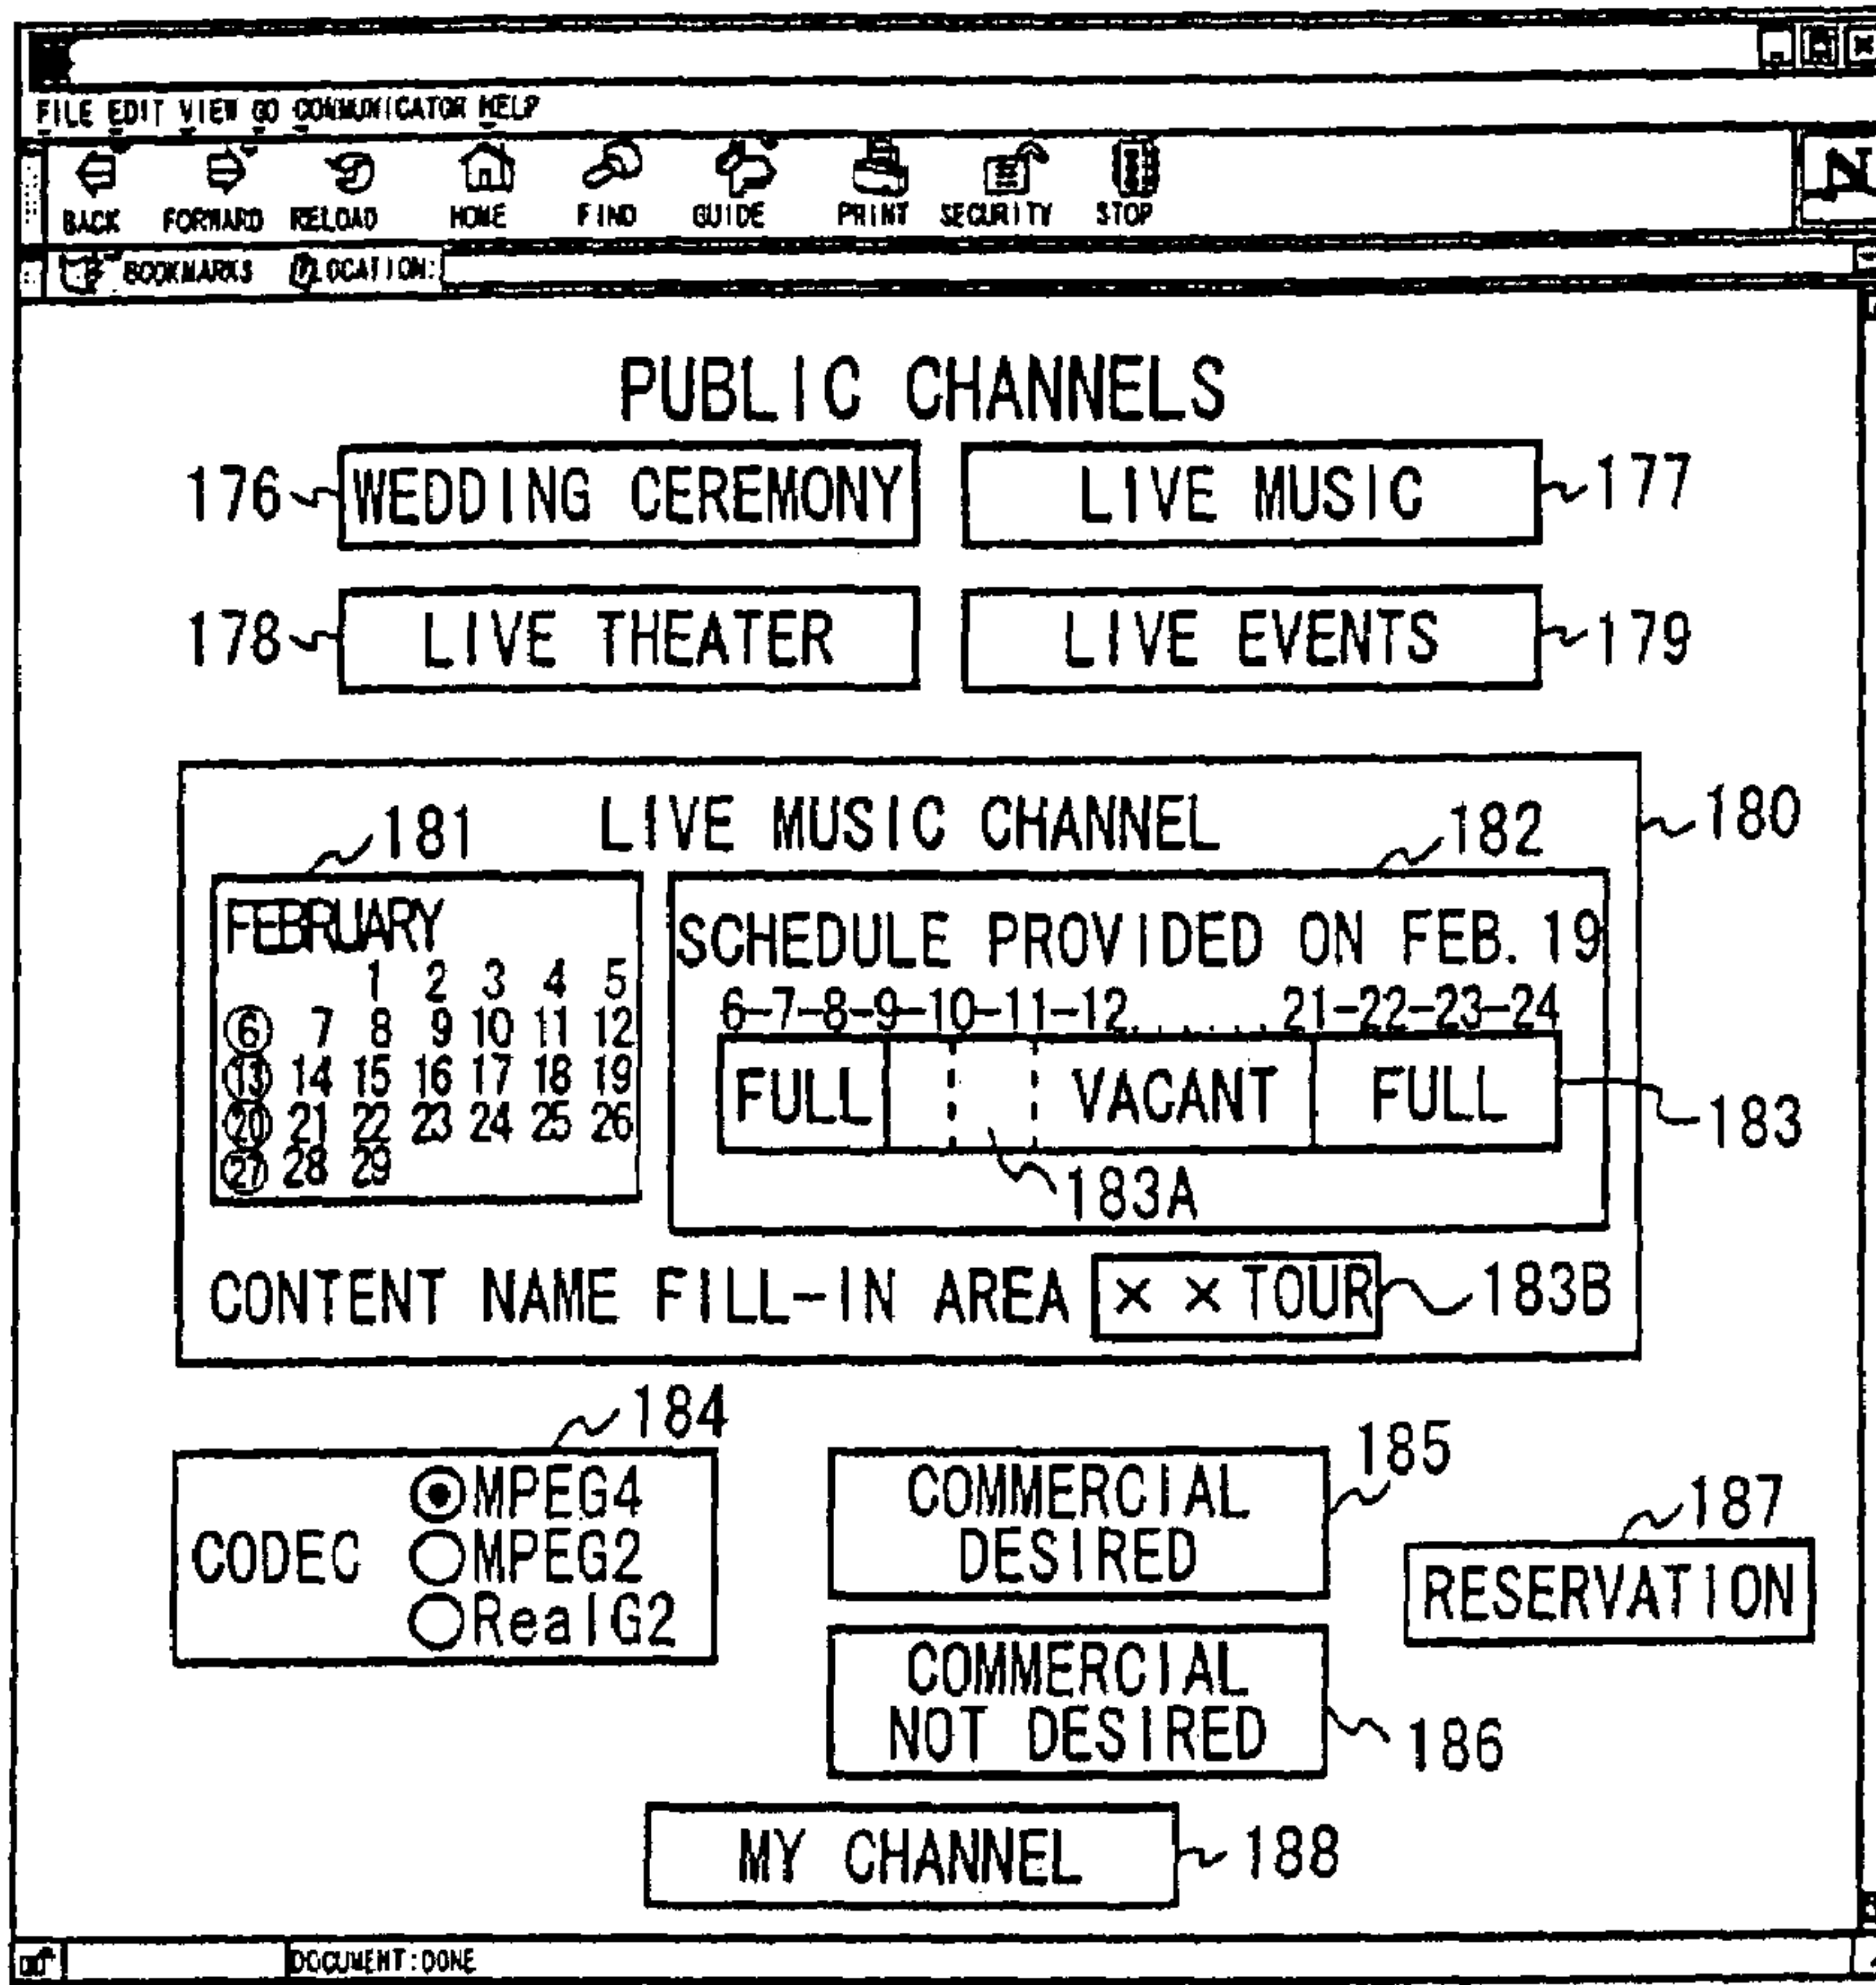 FILE EDIT VIEW GO COMMUNICATOR HELP
BACK FORWARD RELOAD HOME FIND GUIDE PRINT SECURITY STOP
N
BOOKMARKS LOCATION:
PUBLIC CHANNELS
176 WEDDING CEREMONY LIVE MUSIC 177
178 LIVE THEATER LIVE EVENTS 179
LIVE MUSIC CHANNEL 180
181 182
FEBRUARY
1 2 3 4 5
6 7 8 9 10 11 12
13 14 15 16 17 18 19
20 21 22 23 24 25 26
27 28 29
SCHEDULE PROVIDED ON FEB. 19
6-7-8-9-10-11-12.......21-22-23-24
FULL VACANT FULL 183
183A
CONTENT NAME FILL-IN AREA ××TOUR 183B
184
CODEC
MPEG4
MPEG2
RealG2
COMMERCIAL
DESIRED
185
COMMERCIAL
NOT DESIRED
186
187
RESERVATION
MY CHANNEL 188
DOCUMENT:DONE